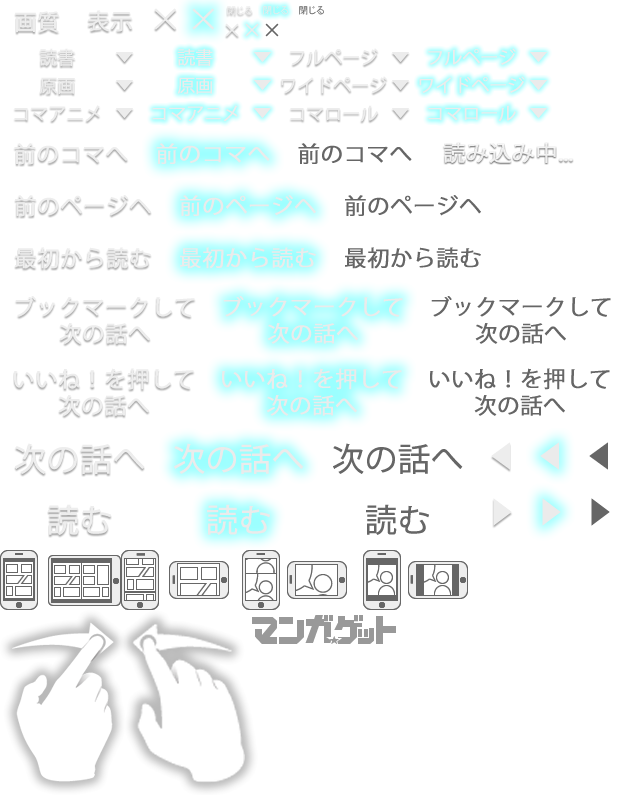 画質 表示 閉じる 閉じる 閉じる
読書 読書 フルページ フルページ
原画 原画 ワイドページ ワイドページ
コマアニメ コマアニメ コマロール コマロール
前のコマへ 前のコマへ 前のコマへ 読み込み中...
前のページへ 前のページへ 前のページへ
最初から読む 最初から読む 最初から読む
ブックマークして ブックマークして ブックマークして
次の話へ 次の話へ 次の話へ
いいね！を押して いいね！を押して いいね！を押して
次の話へ 次の話へ 次の話へ
次の話へ 次の話へ 次の話へ
読む 読む 読む
マンガゲット